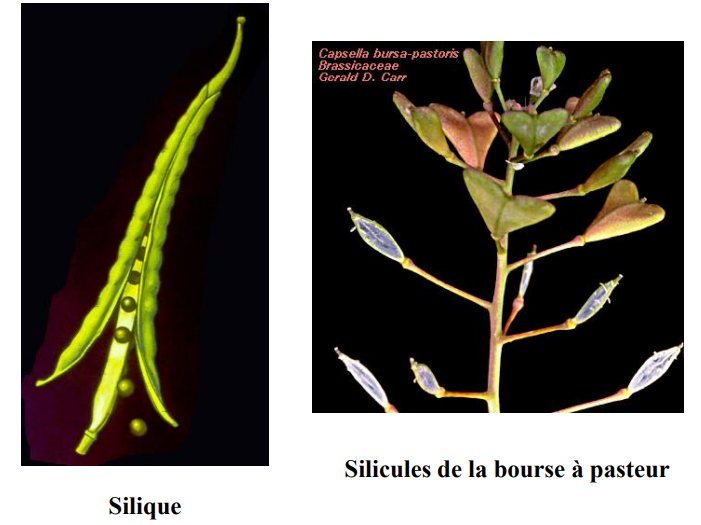 Capsella bursa-pastoris
Brassicaceae
Gerald D. Carr
Silicules de la bourse à pasteur
Silique